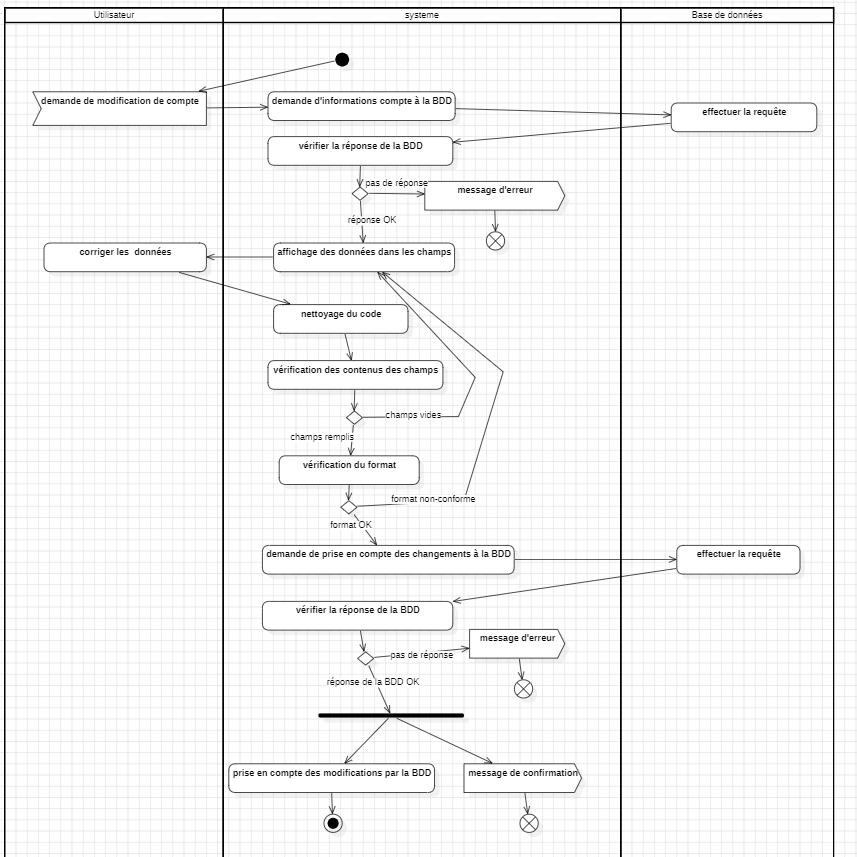 Utilisateur
systeme
Base de données
demande de modification de compte
demande d'informations compte à la BDD
effectuer la requête
vérifier la réponse de la BDD
pas de réponse
message d'erreur
réponse OK
corriger les données
affichage des données dans les champs
nettoyage du code
vérification des contenus des champs
champs vides
champs remplis
vérification du format
format non-conforme
format OK
demande de prise en compte des changements à la BDD
effectuer la requête
vérifier la réponse de la BDD
message d'erreur
pas de réponse
réponse de la BDD OK
prise en compte des modifications par la BDD
message de confirmation